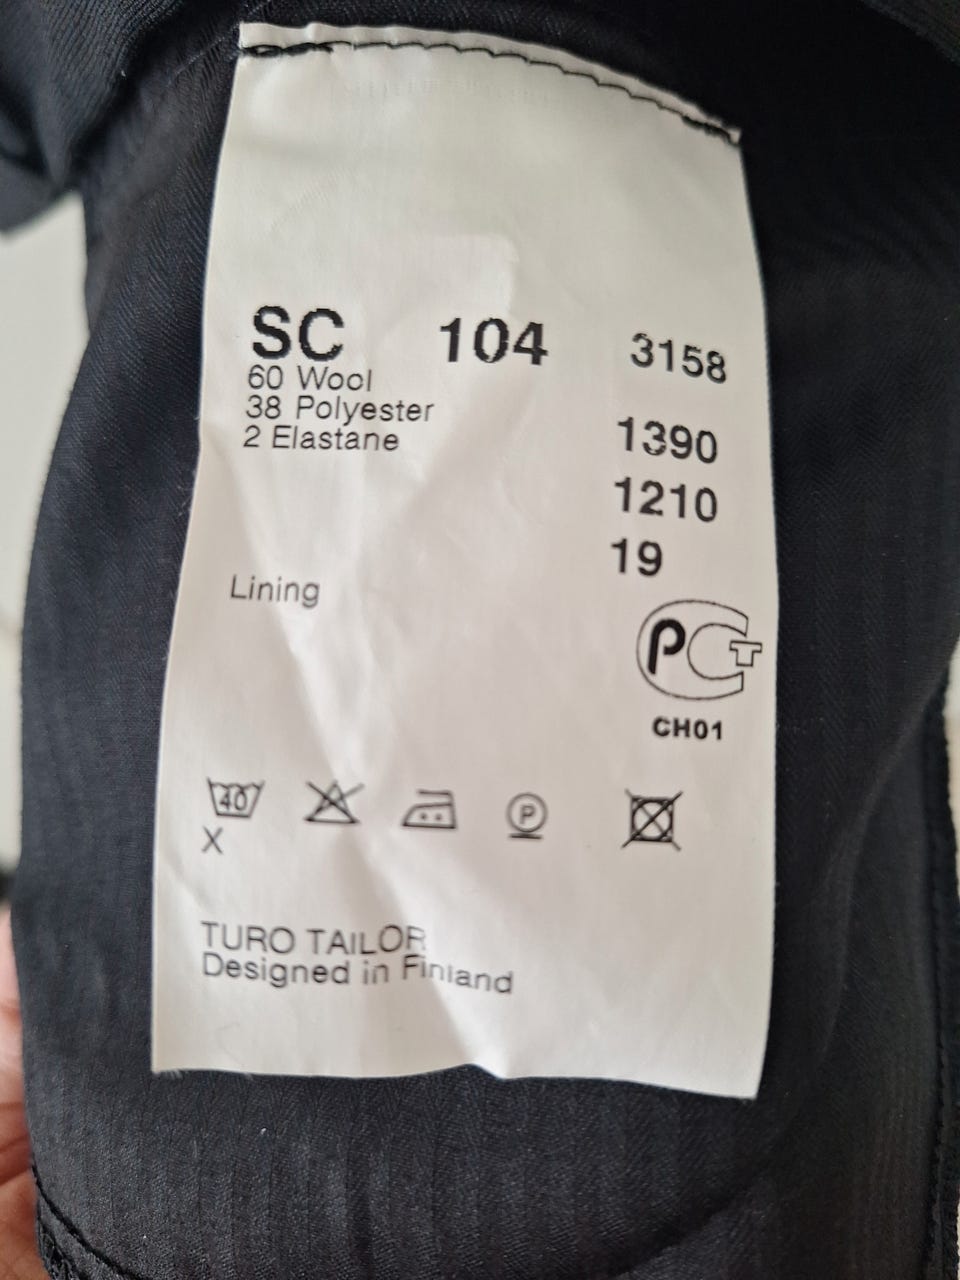 SC 104 3158
60 Wool
38 Polyester
2 Elastane
1390
1210
19
Lining
PCT
CH01
40
X
P
TURO TAILOR
Designed in Finland